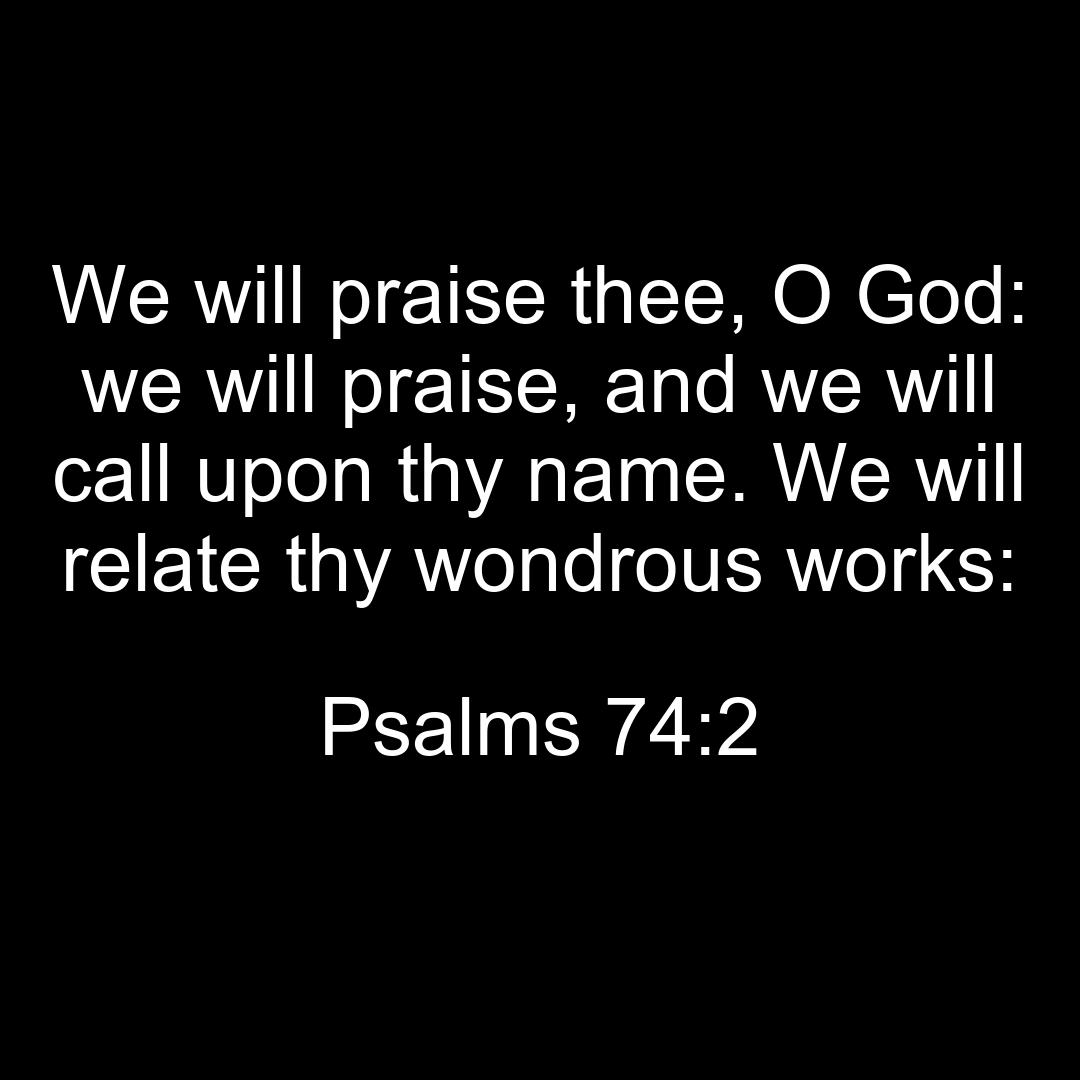 We will praise thee, O God:
we will praise, and we will
call upon thy name. We will
relate thy wondrous works:
Psalms 74:2